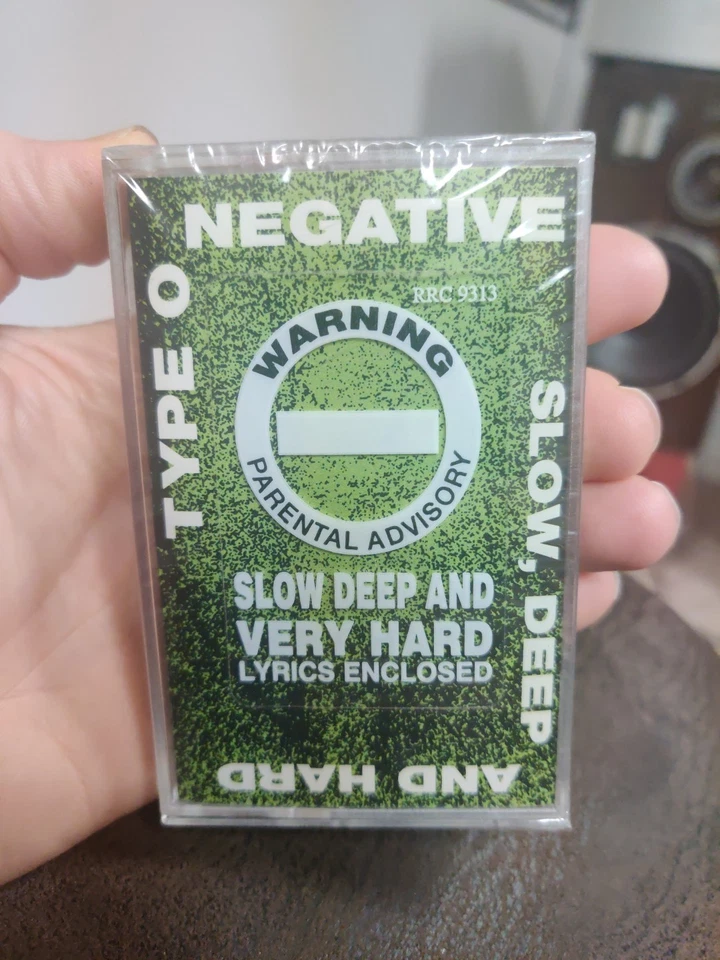 TYPE O
NEGATIVE
SLOW, DEEP
AND HARD
RRC 9313
WARNING
PARENTAL ADVISORY
SLOW DEEP AND
VERY HARD
LYRICS ENCLOSED